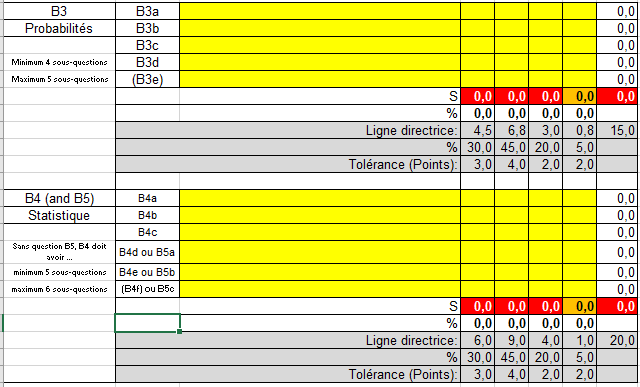 B3 B3a 0,0
Probabilités B3b 0,0
B3c 0,0
Minimum 4 sous-questions B3d 0,0
Maximum 5 sous-questions (B3e) 0,0
S 0,0 0,0 0,0 0,0 0,0
% 0,0 0,0 0,0 0,0
Ligne directrice: 4,5 6,8 3,0 0,8 15,0
% 30,0 45,0 20,0 5,0
Tolérance (Points): 3,0 4,0 2,0 2,0
B4 (and B5) B4a 0,0
Statistique B4b 0,0
B4c 0,0
Sans question B5, B4 doit
avoir ... B4d ou B5a 0,0
minimum 5 sous-questions B4e ou B5b 0,0
maximum 6 sous-questions (B4f) ou B5c 0,0
S 0,0 0,0 0,0 0,0 0,0
% 0,0 0,0 0,0 0,0
Ligne directrice: 6,0 9,0 4,0 1,0 20,0
% 30,0 45,0 20,0 5,0
Tolérance (Points): 3,0 4,0 2,0 2,0